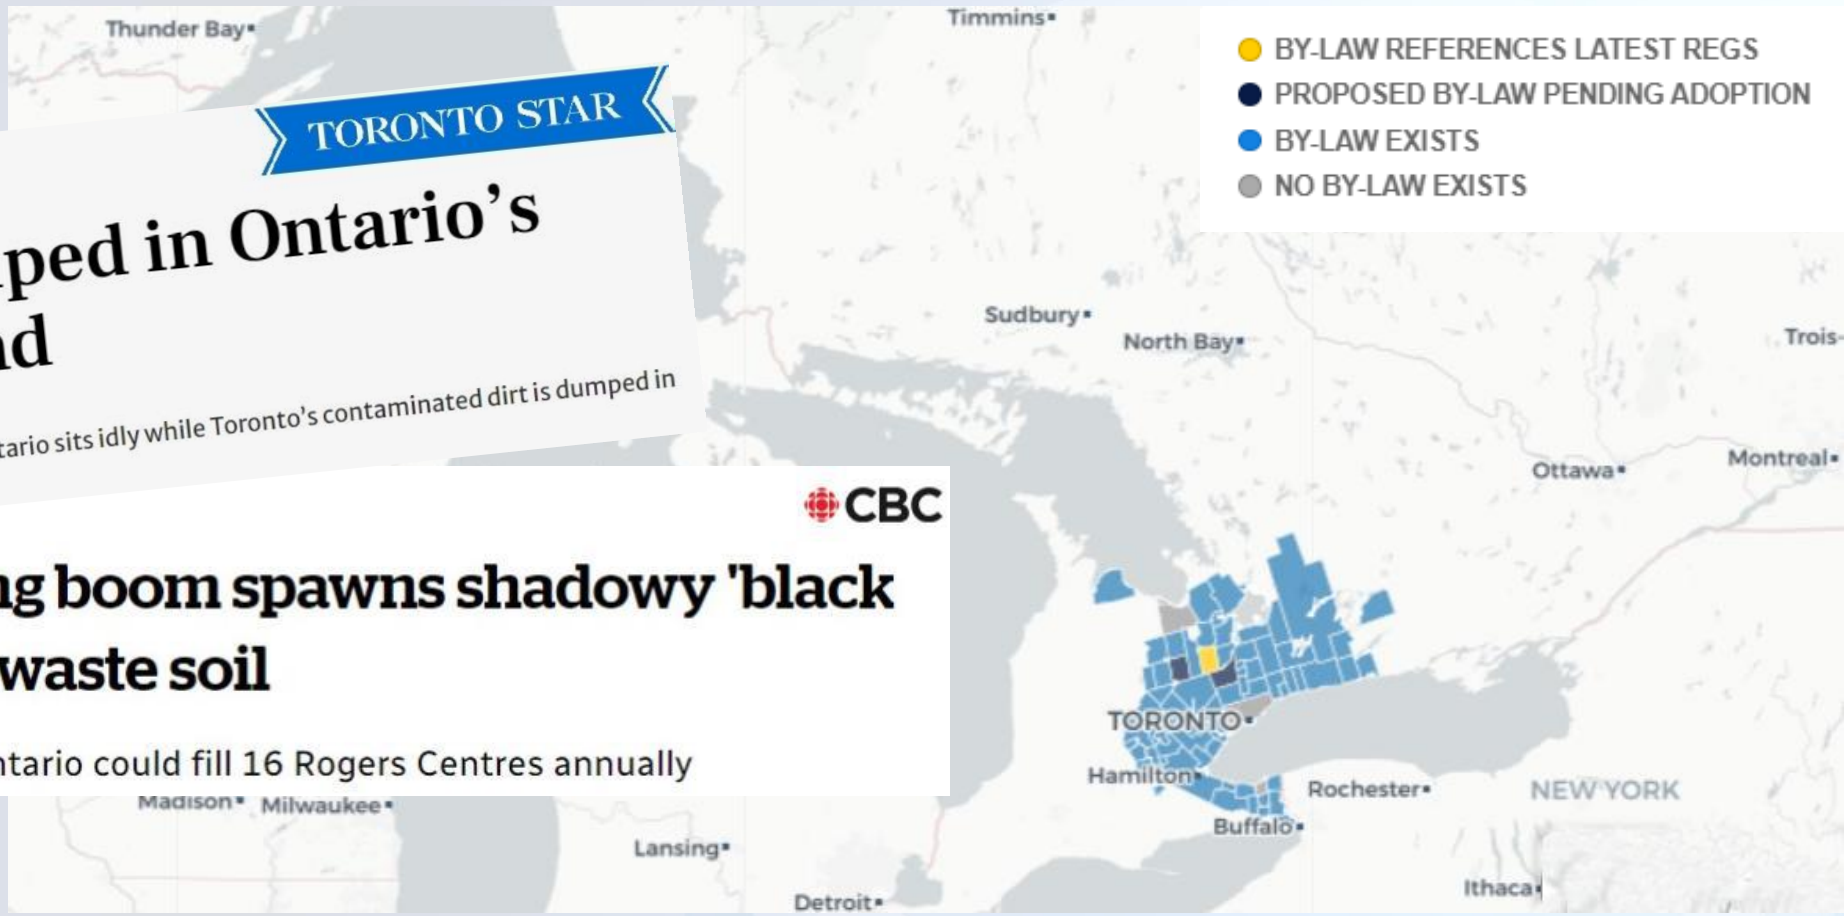 Thunder Bay
Timmins
BY-LAW REFERENCES LATEST REGS
PROPOSED BY-LAW PENDING ADOPTION
BY-LAW EXISTS
NO BY-LAW EXISTS
TORONTO STAR
ped in Ontario's
d
tario sits idly while Toronto's contaminated dirt is dumped in
Sudbury
North Bay
Trois-
Ottawa
Montreal
CBC
ng boom spawns shadowy 'black
waste soil
ntario could fill 16 Rogers Centres annually
TORONTO
Hamilton
Rochester
NEW YORK
Buffalo
Madison
Milwaukee
Lansing
Detroit
Ithaca